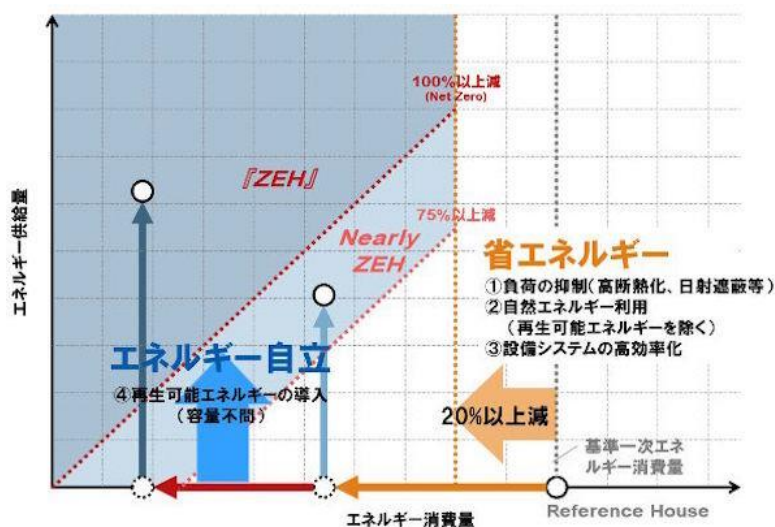 100%以上減
(Net Zero)
『ZEH』
75%以上減
Nearly
ZEH
エネルギー供給量
省エネルギー
①負荷の抑制(高断熱化、日射遮蔽等)
②自然エネルギー利用
(再生可能エネルギーを除く)
③設備システムの高効率化
エネルギー自立
④再生可能エネルギーの導入
(容量不問)
20%以上減
基準一次エネ
ルギー消費量
エネルギー消費量
Reference House